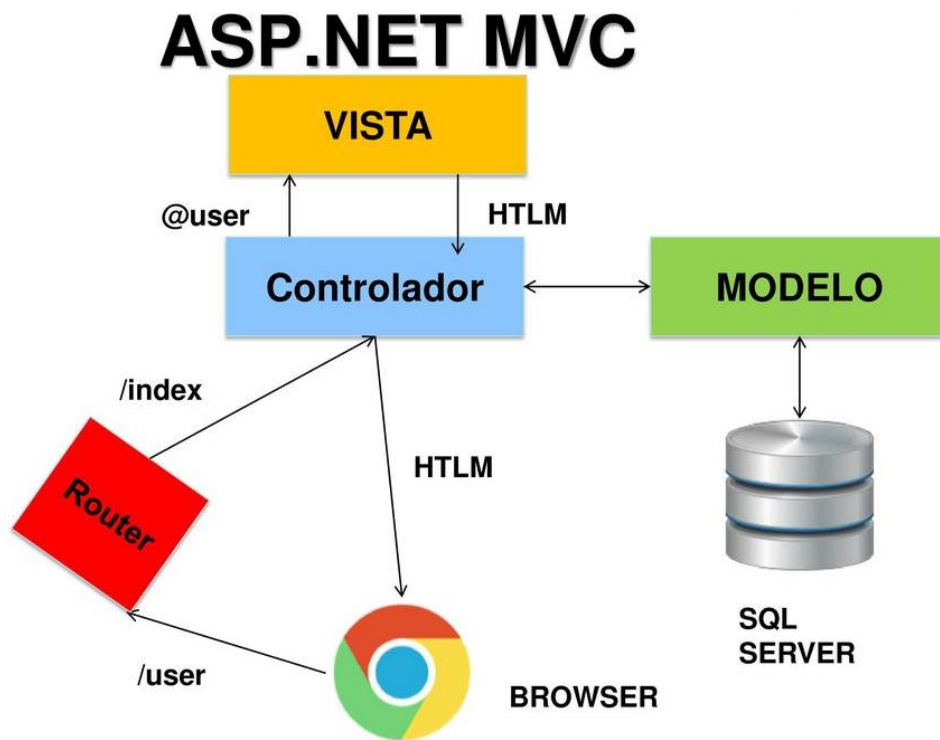 ASP.NET MVC
VISTA
@user
HTLM
Controlador
MODELO
/index
HTLM
Router
/user
BROWSER
SQL
SERVER